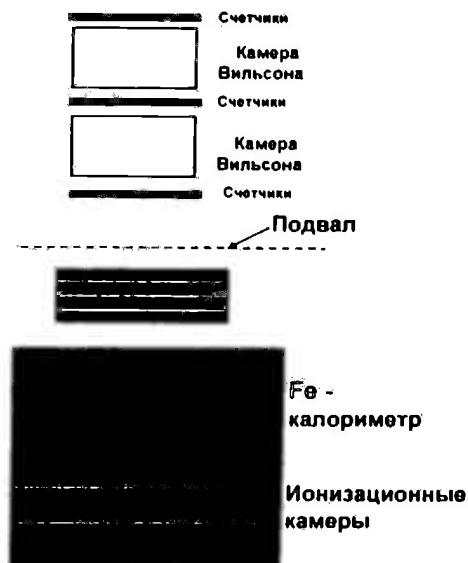 Счетчики
Камера
Вильсона
Счетчики
Камера
Вильсона
Счетчики
Подвал
Fe -
калориметр
Ионизационные
камеры